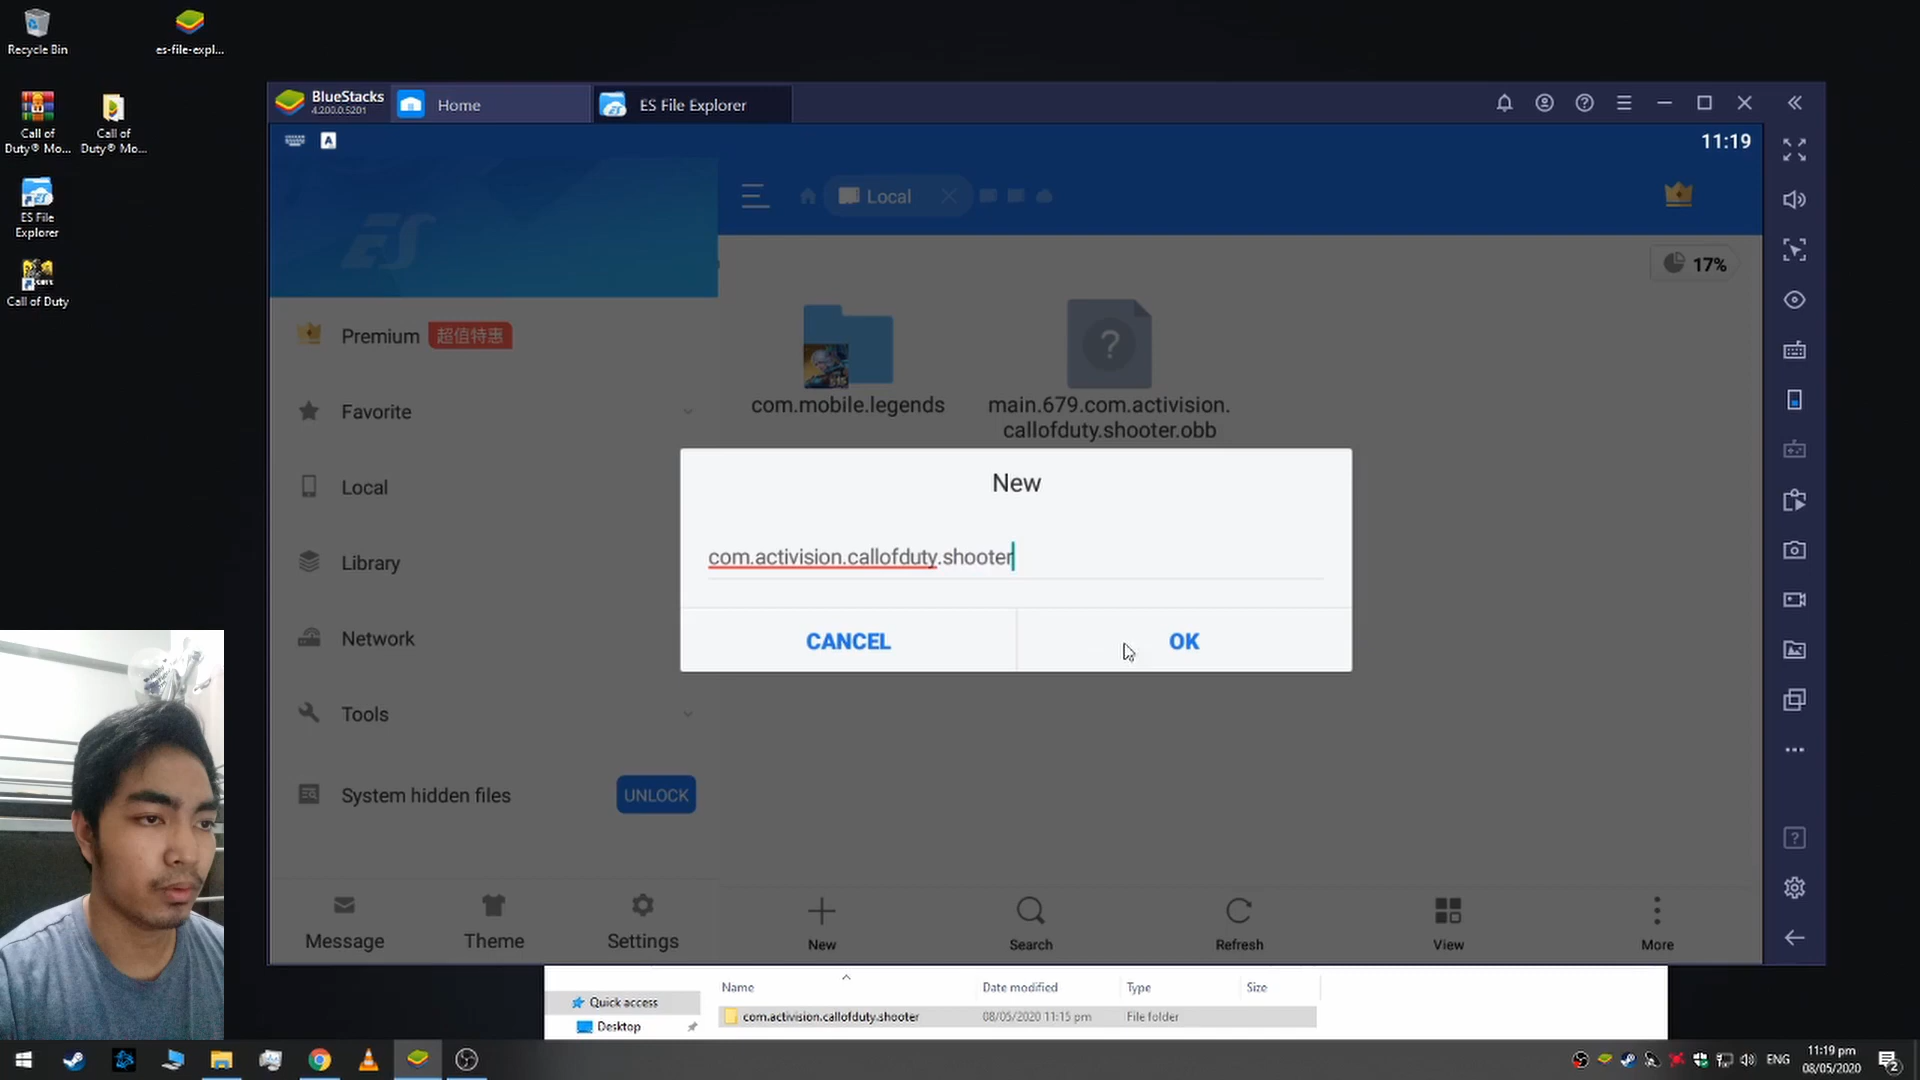 Recycle Bin
es-file-expl...
Call of
Duty® Mo...
Call of
Duty® Mo...
ES File
Explorer
Call of Duty
BlueStacks
4.200.0.5201
Home
ES File Explorer
A
11:19
Local
17%
ES
Premium
超值特惠
Favorite
Local
Library
Network
Tools
System hidden files
UNLOCK
Message
Theme
Settings
com.mobile.legends
main.679.com.activision.
callofduty.shooter.obb
New
com.activision.callofduty.shooter
CANCEL
OK
New
Search
Refresh
View
More
Name
Date modified
Type
Size
Quick access
Desktop
com.activision.callofduty.shooter
08/05/2020 11:15 pm
File folder
ENG
11:19 pm
08/05/2020
2